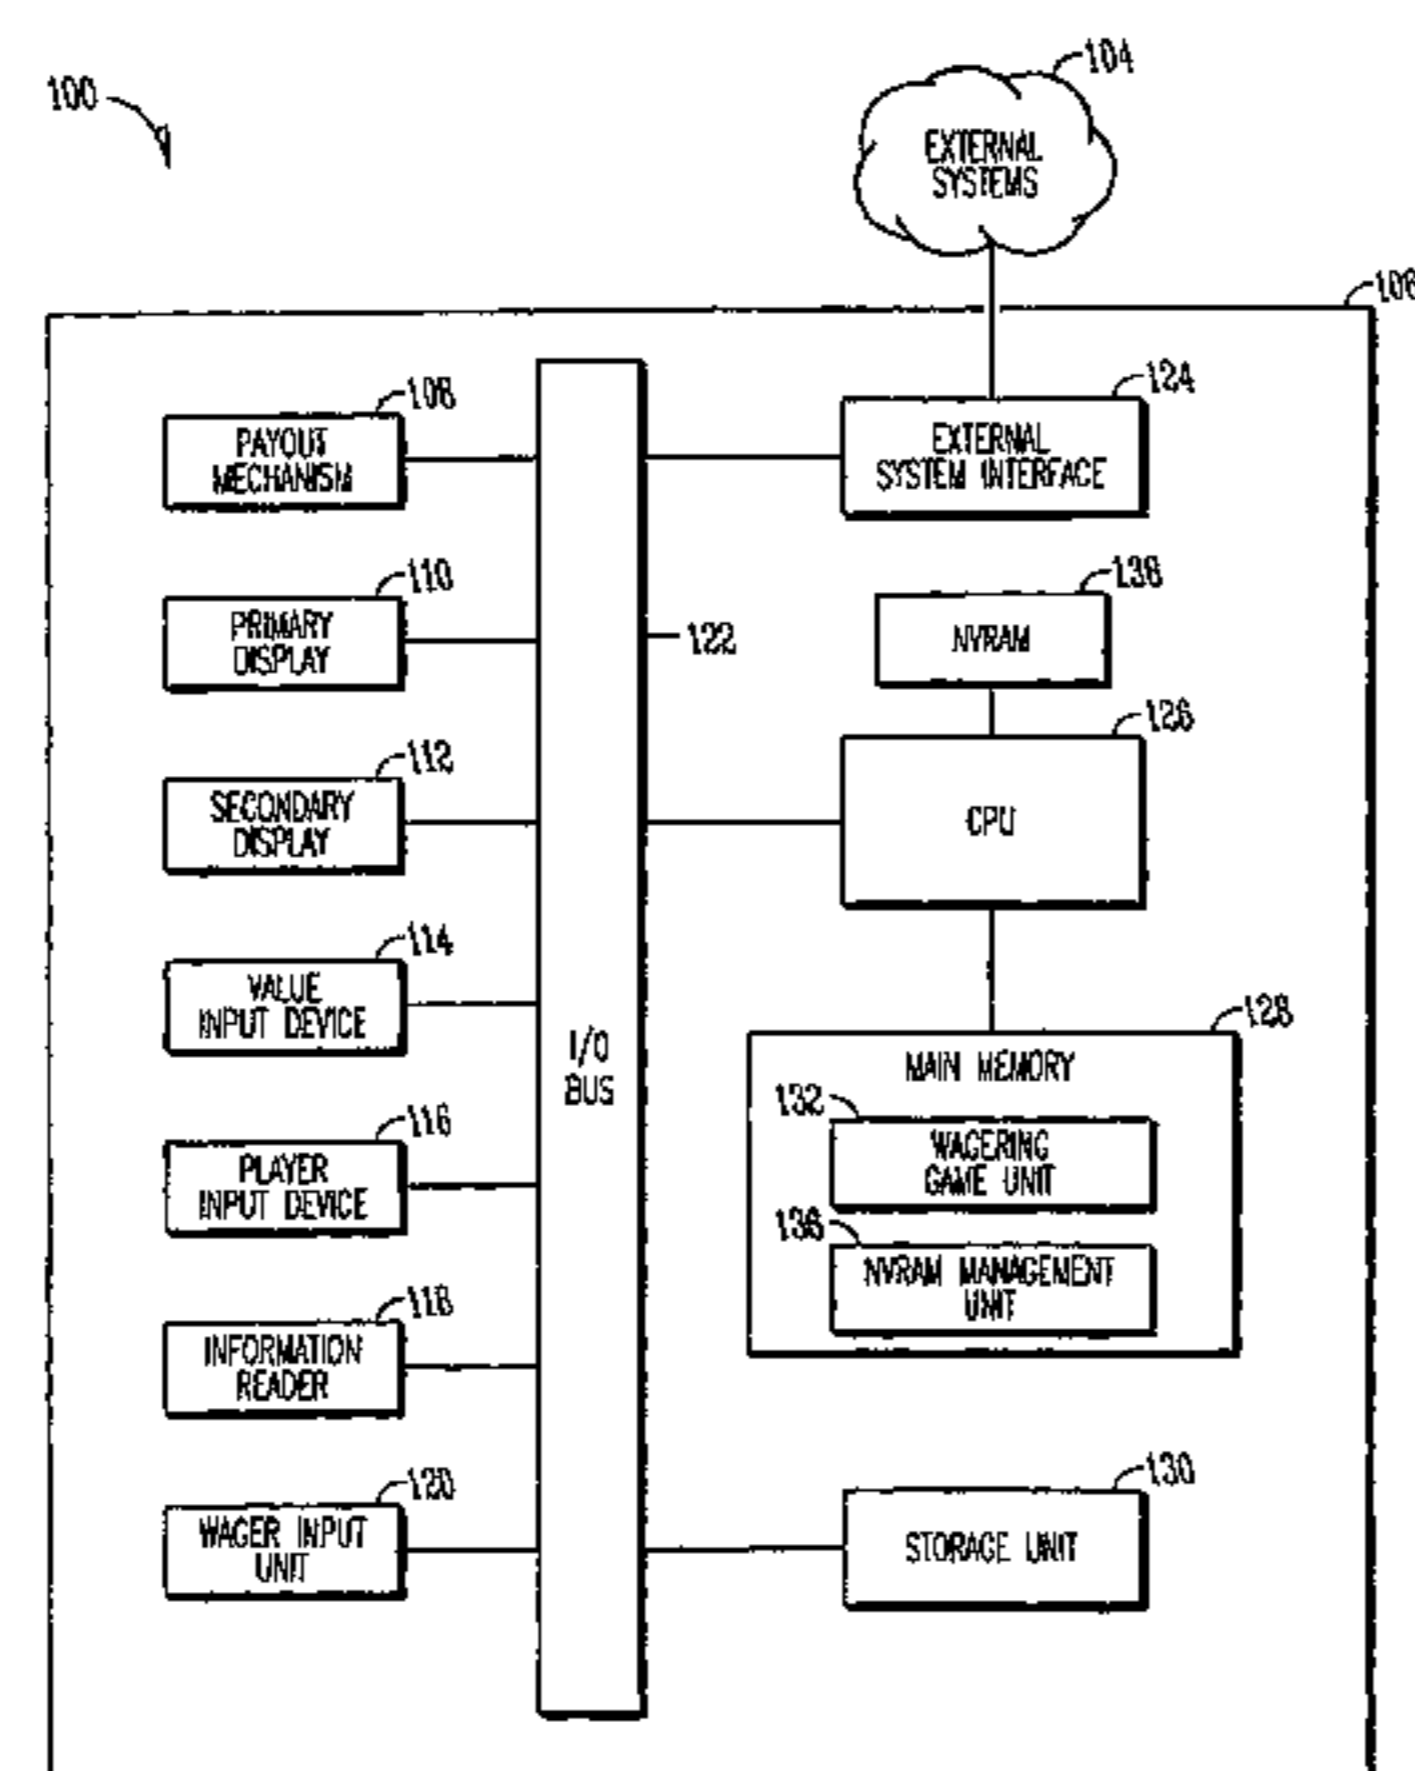 100
104
EXTERNAL
SYSTEMS
106
108
PAYOUT
MECHANISM
124
EXTERNAL
SYSTEM INTERFACE
110
PRIMARY
DISPLAY
122
138
NVRAM
112
SECONDARY
DISPLAY
126
CPU
114
VALUE
INPUT DEVICE
I/O
BUS
128
MAIN MEMORY
132
WAGERING
GAME UNIT
136
NVRAM MANAGEMENT
UNIT
116
PLAYER
INPUT DEVICE
118
INFORMATION
READER
120
WAGER INPUT
UNIT
130
STORAGE UNIT